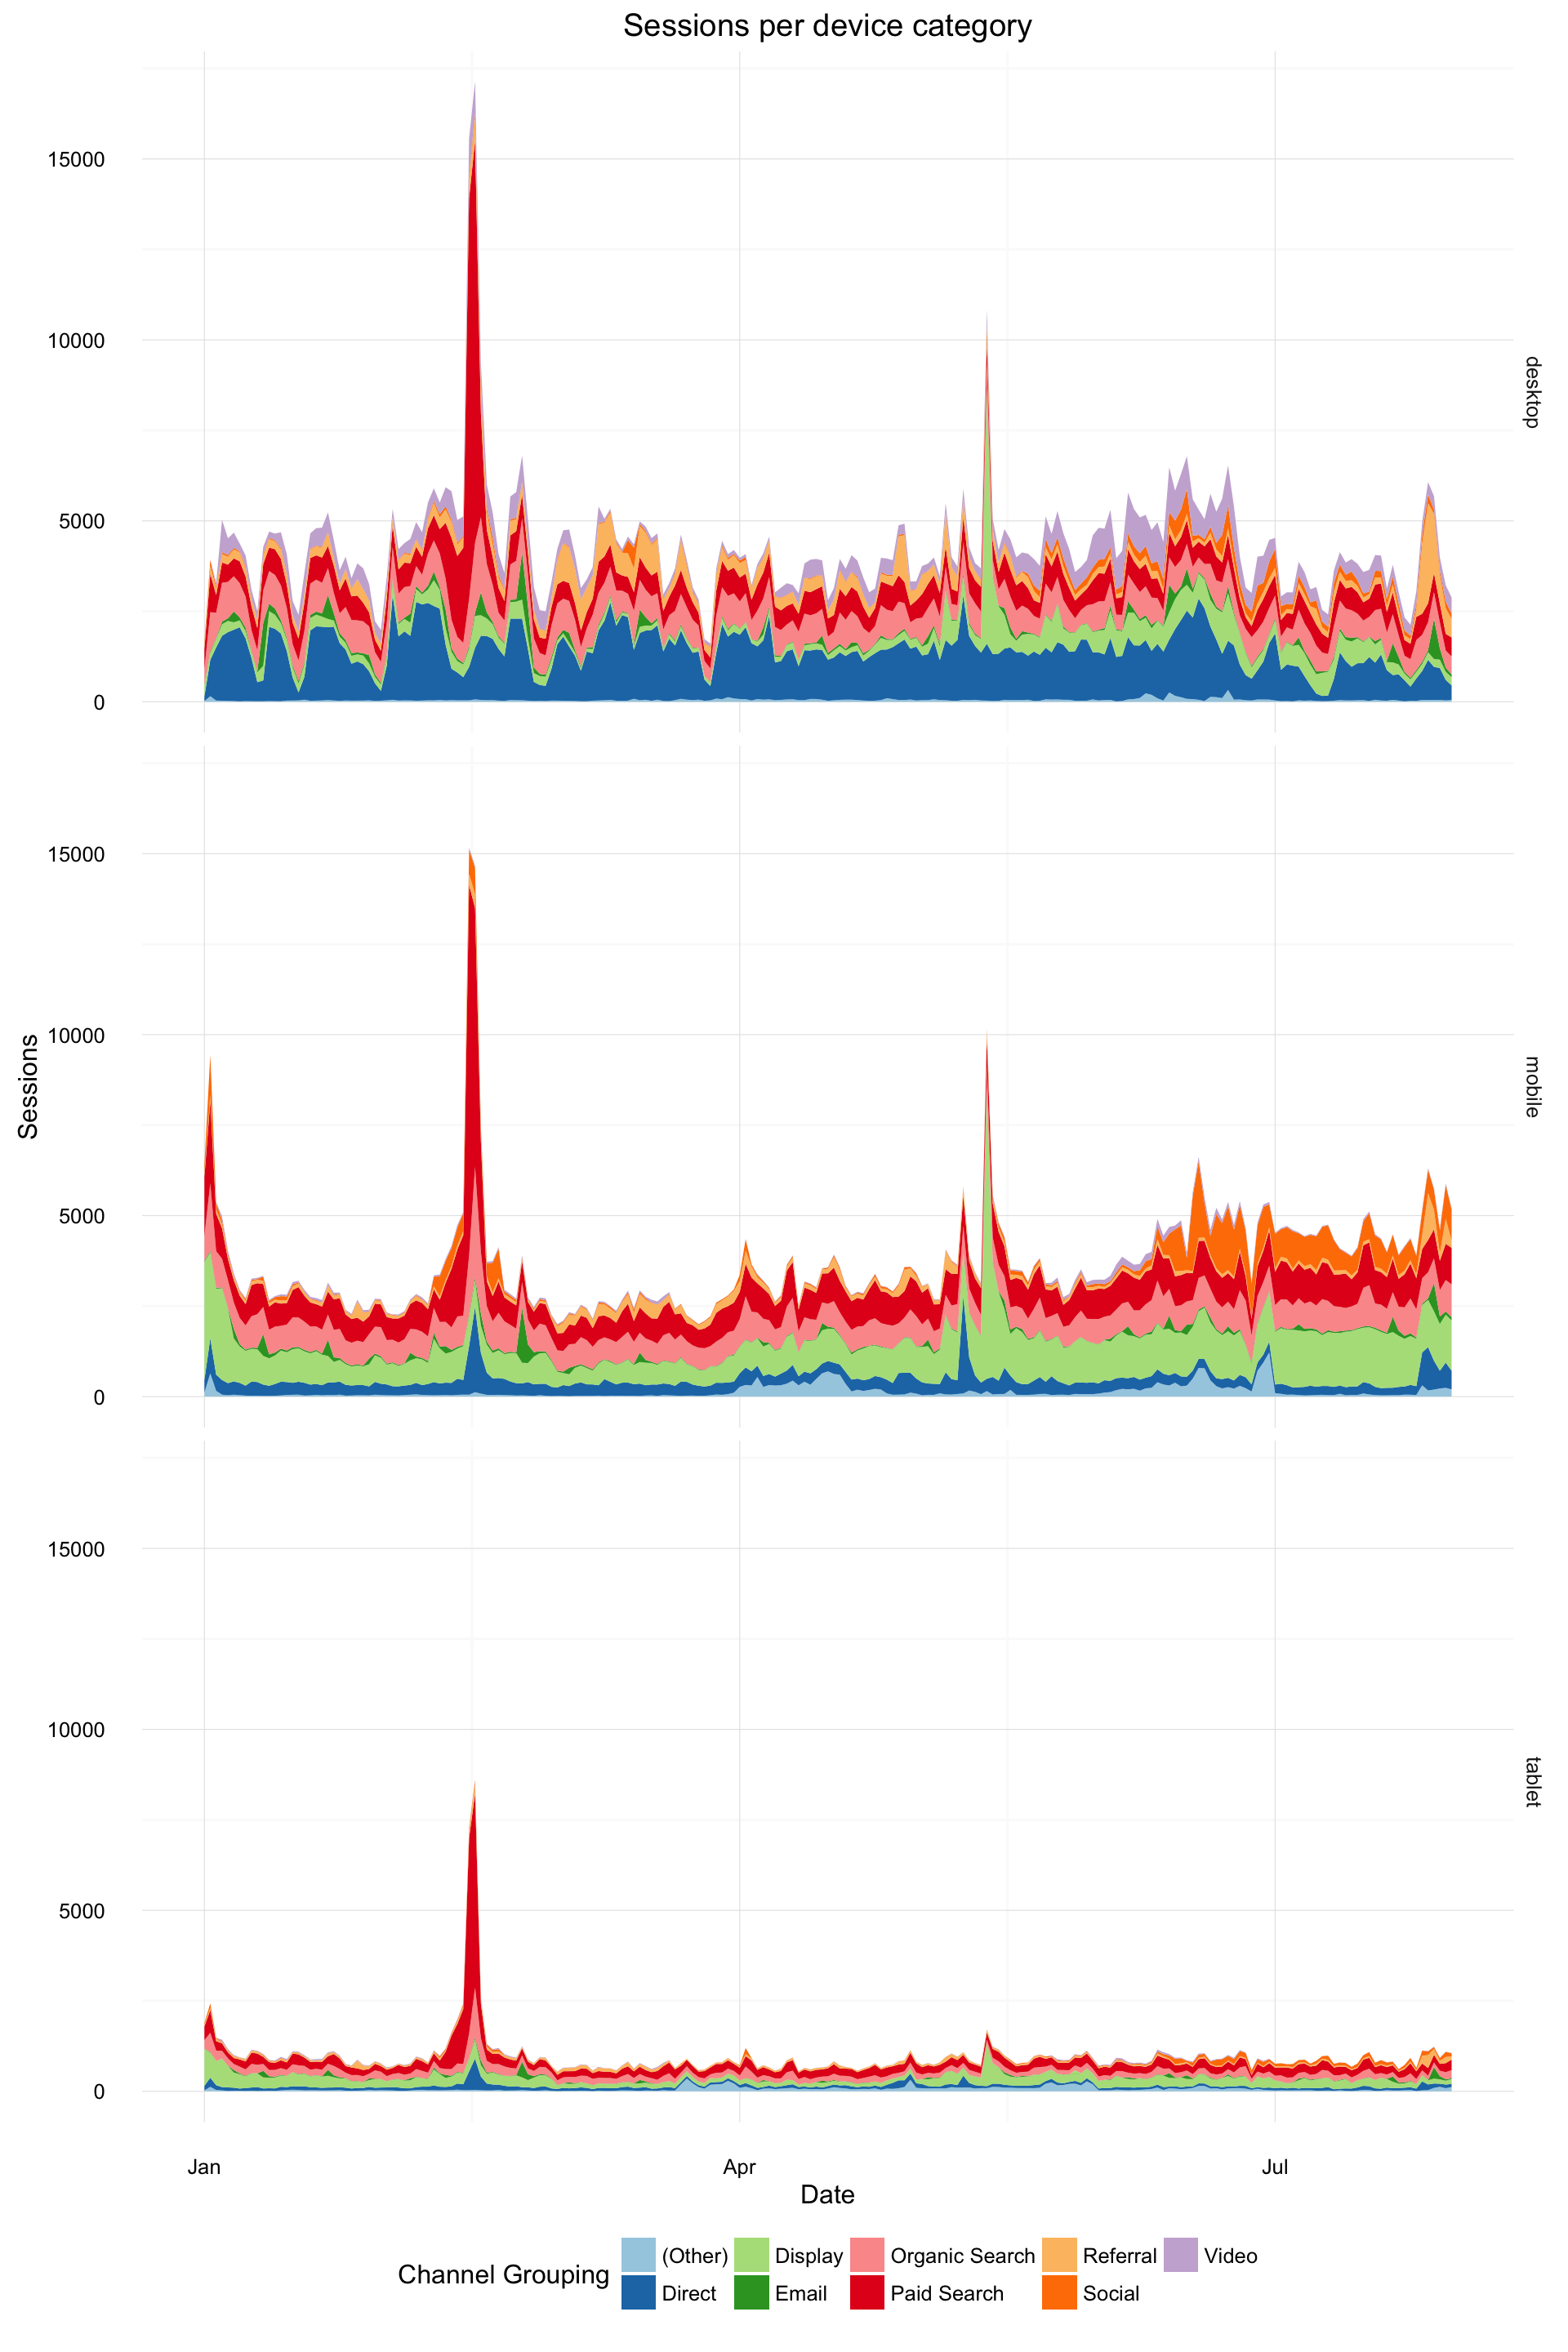 Sessions per device category
15000
10000
5000
0
desktop
15000
10000
5000
0
mobile
Sessions
15000
10000
5000
0
tablet
Jan Apr Jul
Date
Channel Grouping
(Other) Display Organic Search Referral Video
Direct Email Paid Search Social